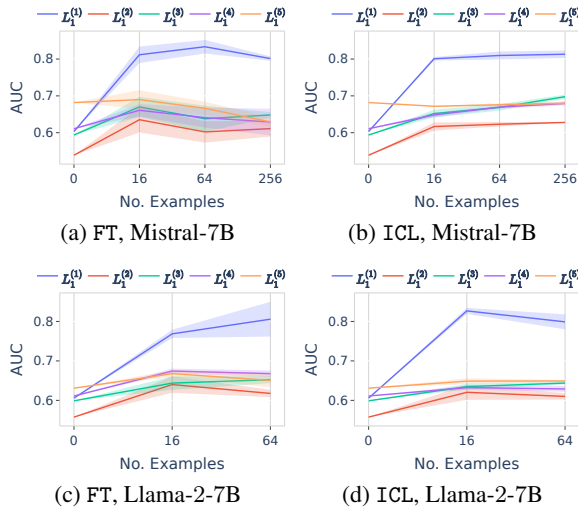 L₁⁽¹⁾ L₁⁽²⁾ L₁⁽³⁾ L₁⁽⁴⁾ L₁⁽⁵⁾ L₁⁽¹⁾ L₁⁽²⁾ L₁⁽³⁾ L₁⁽⁴⁾ L₁⁽⁵⁾
0.8 0.8
AUC 0.7 AUC 0.7
0.6 0.6
0 16 64 256 0 16 64 256
No. Examples No. Examples
(a) FT, Mistral-7B (b) ICL, Mistral-7B
L₁⁽¹⁾ L₁⁽²⁾ L₁⁽³⁾ L₁⁽⁴⁾ L₁⁽⁵⁾ L₁⁽¹⁾ L₁⁽²⁾ L₁⁽³⁾ L₁⁽⁴⁾ L₁⁽⁵⁾
0.8 0.8
AUC 0.7 AUC 0.7
0.6 0.6
0 16 64 0 16 64
No. Examples No. Examples
(c) FT, Llama-2-7B (d) ICL, Llama-2-7B